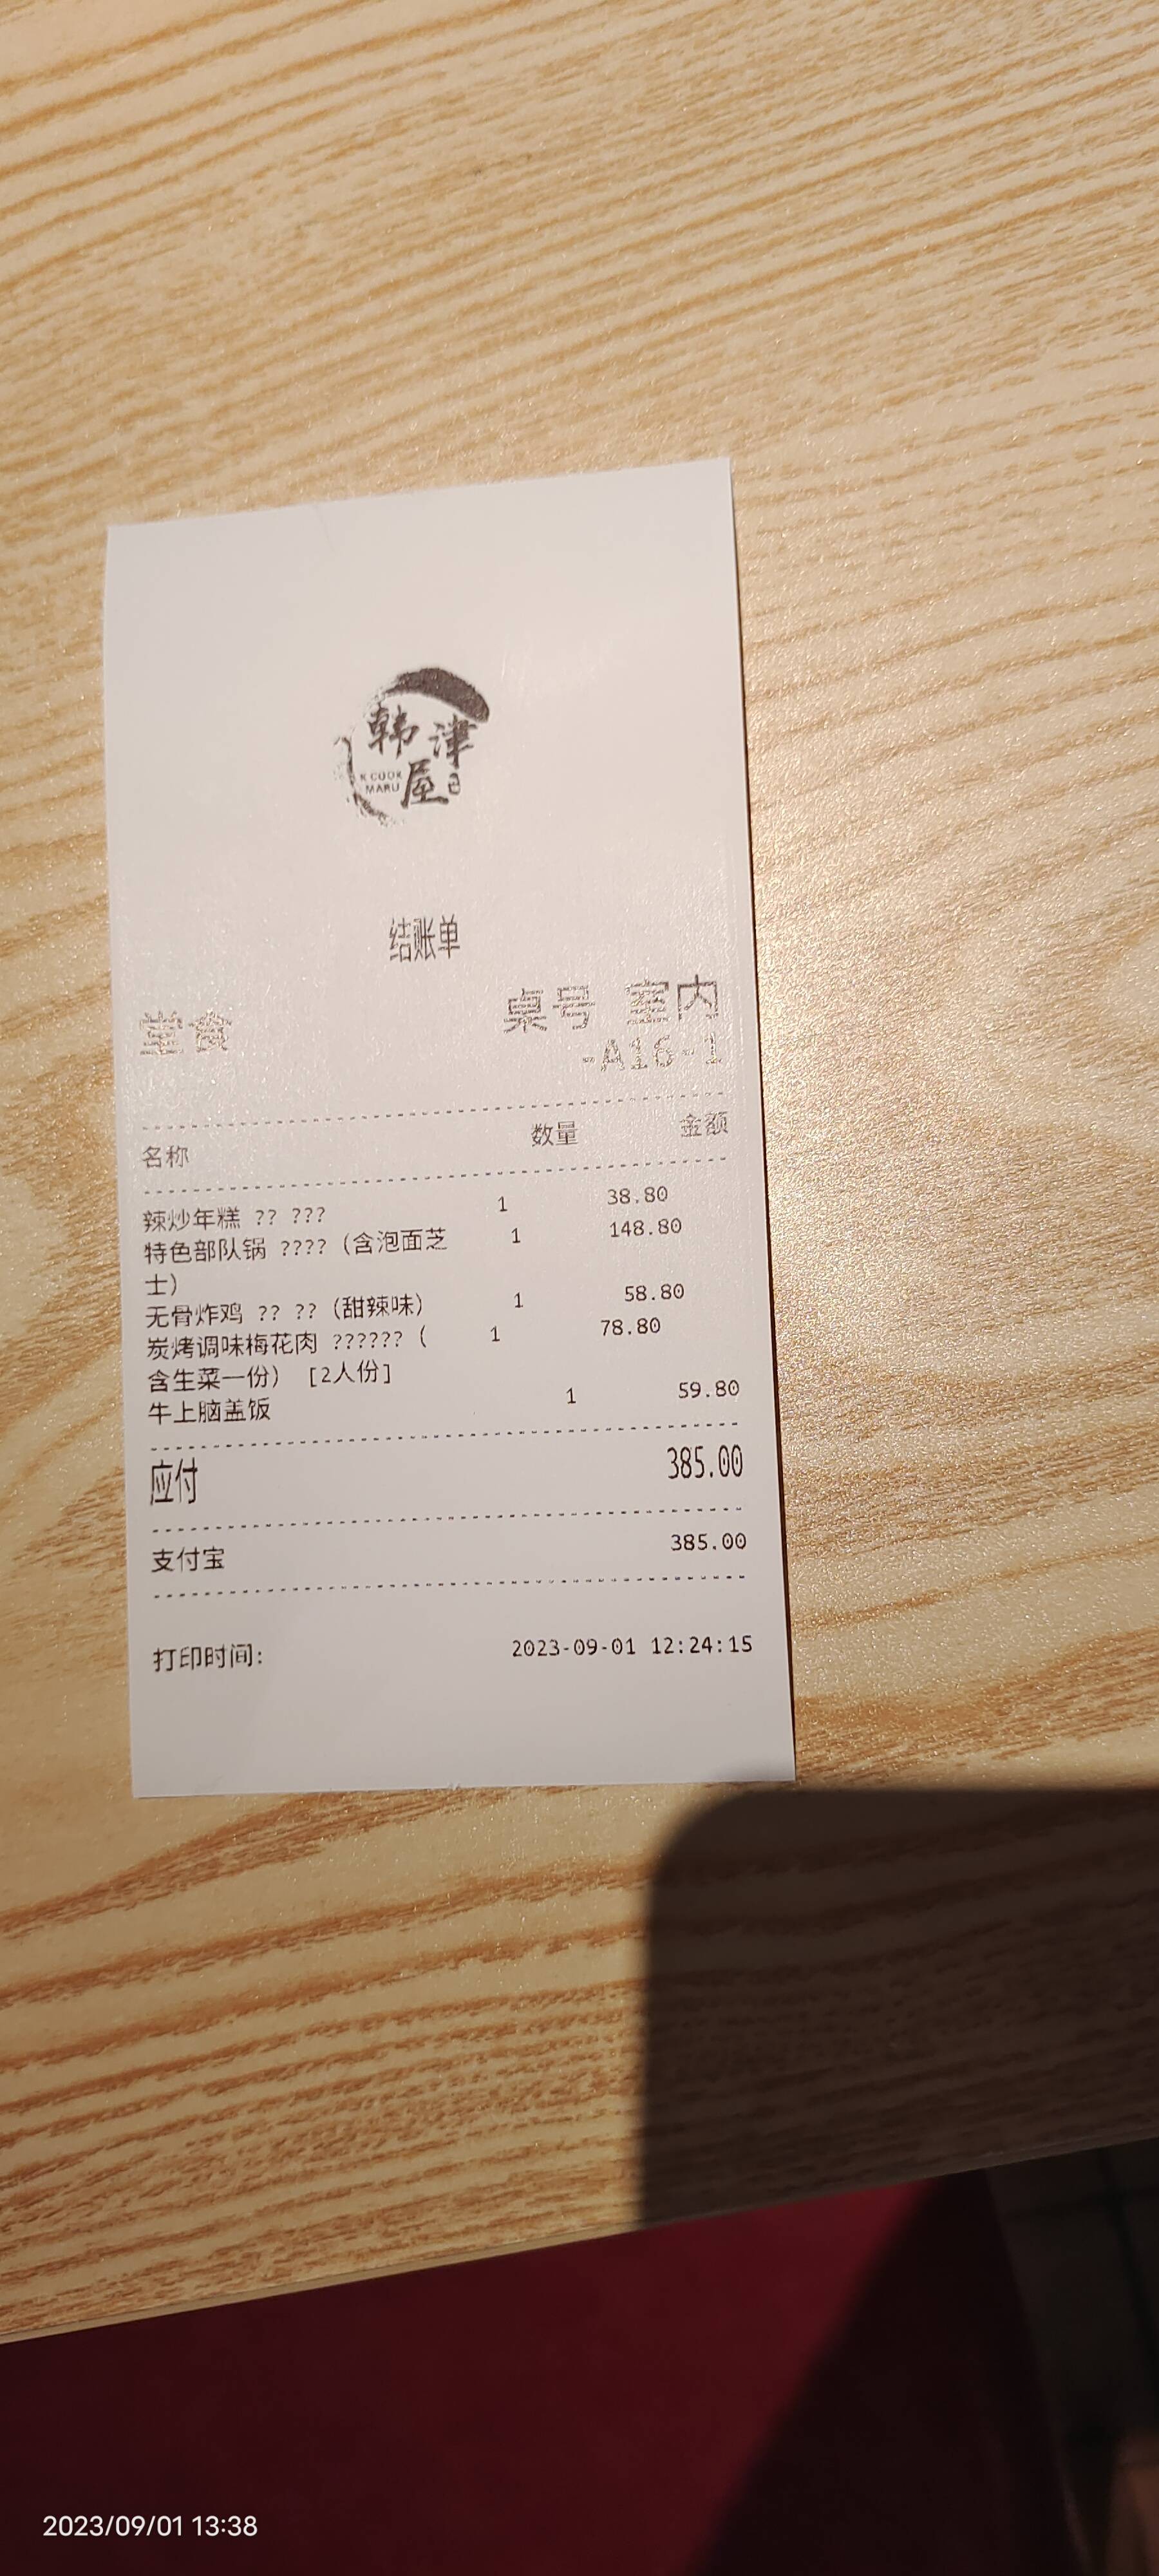 韩津
K COOK 屋
MARU
结账单
堂食 桌号 室内
-A16-1
名称 数量 金额
辣炒年糕 ?? ??? 1 38.80
特色部队锅 ???? (含泡面芝 1 148.80
士)
无骨炸鸡 ?? ?? (甜辣味) 1 58.80
炭烤调味梅花肉 ?????? ( 1 78.80
含生菜一份) [2人份]
牛上脑盖饭 1 59.80
应付 385.00
支付宝 385.00
打印时间: 2023-09-01 12:24:15
2023/09/01 13:38